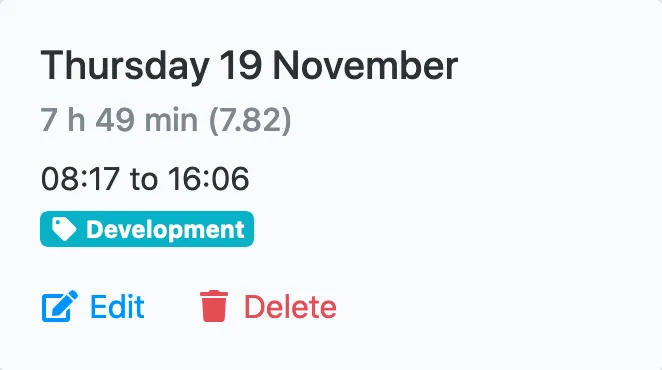 Thursday 19 November
7 h 49 min (7.82)
08:17 to 16:06
Development
Edit Delete